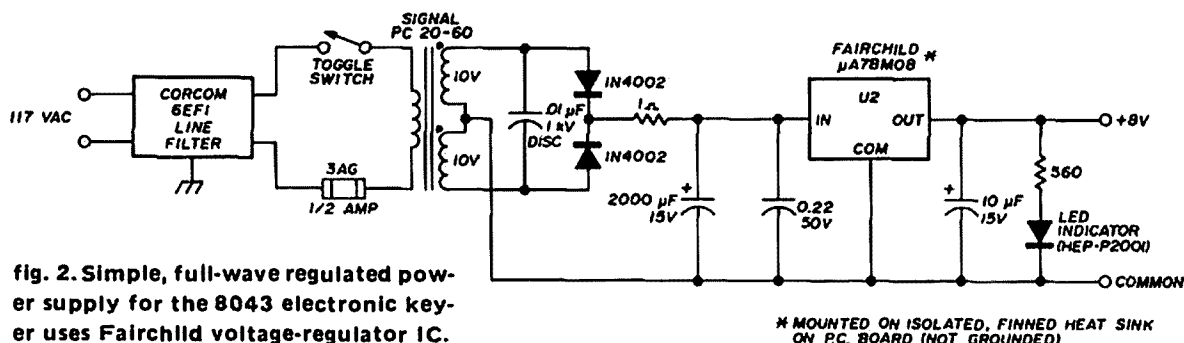 SIGNAL
PC 20-60
TOGGLE
SWITCH
117 VAC
CORCOM
6EFI
LINE
FILTER
3AG
1/2 AMP
10V
10V
.01 µF
1 kV
DISC
1N4002
1N4002
1Ω
2000 µF
15V
+
0.22
50V
FAIRCHILD
µA78M08 *
U2
IN
OUT
COM
+
10 µF
15V
+8V
560
LED
INDICATOR
(HEP-P2001)
COMMON
* MOUNTED ON ISOLATED, FINNED HEAT SINK
ON P.C. BOARD (NOT GROUNDED)
fig. 2. Simple, full-wave regulated pow-
er supply for the 8043 electronic key-
er uses Fairchild voltage-regulator IC.